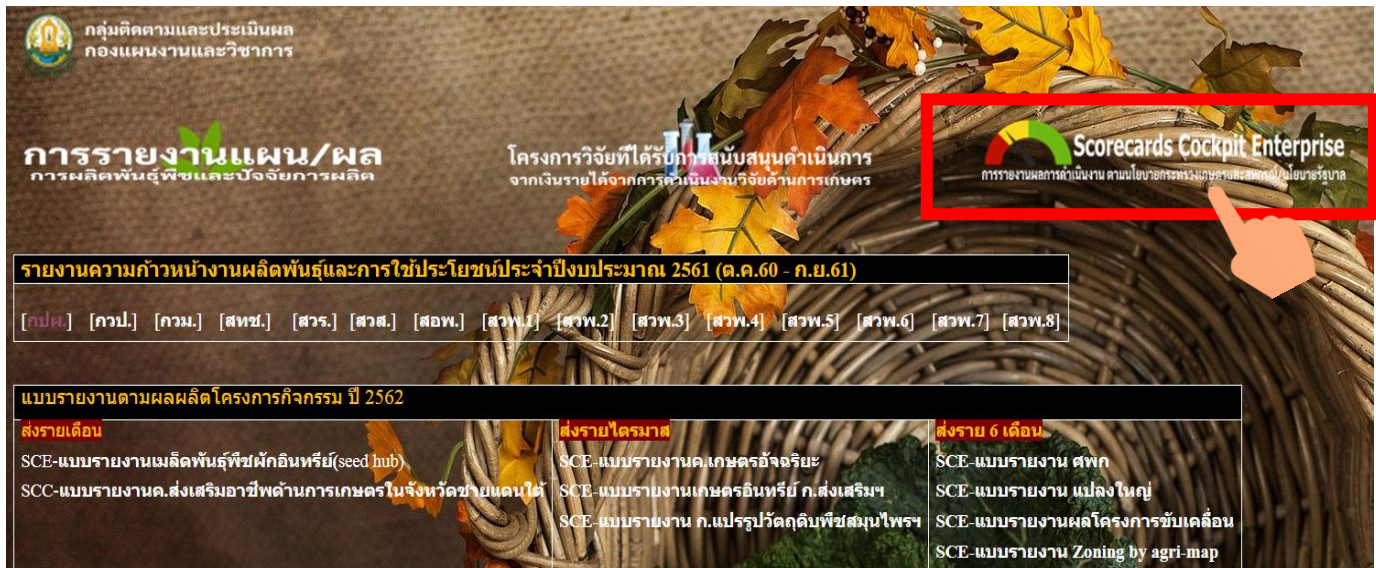 กลุ่มติดตามและประเมินผล
กองแผนงานและวิชาการ
การรายงานแผน/ผล
การผลิตพันธุ์พืชและปัจจัยการผลิต
โครงการวิจัยที่ได้รับการสนับสนุนดำเนินการ
จากเงินรายได้จากการดำเนินงานวิจัยด้านการเกษตร
Scorecards Cockpit Enterprise
การรายงานผลการดำเนินงาน ตามนโยบายกระทรวงเกษตรและสหกรณ์/นโยบายรัฐบาล
รายงานความก้าวหน้างานผลิตพันธุ์และการใช้ประโยชน์ประจำปีงบประมาณ 2561 (ต.ค.60 - ก.ย.61)
[กปผ.] [กวป.] [กวม.] [สทช.] [สวร.] [สวส.] [สอพ.] [สวพ.1] [สวพ.2] [สวพ.3] [สวพ.4] [สวพ.5] [สวพ.6] [สวพ.7] [สวพ.8]
แบบรายงานตามผลผลิตโครงการกิจกรรม ปี 2562
ส่งรายเดือน
SCE-แบบรายงานเมล็ดพันธุ์พืชผักอินทรีย์(seed hub)
SCC-แบบรายงานค.ส่งเสริมอาชีพด้านการเกษตรในจังหวัดชายแดนใต้
ส่งรายไตรมาส
SCE-แบบรายงานค.เกษตรอัจฉริยะ
SCE-แบบรายงานเกษตรอินทรีย์ ก.ส่งเสริมฯ
SCE-แบบรายงาน ก.แปรรูปวัตถุดิบพืชสมุนไพรฯ
ส่งราย 6 เดือน
SCE-แบบรายงาน ศพก
SCE-แบบรายงาน แปลงใหญ่
SCE-แบบรายงานผลโครงการขับเคลื่อน
SCE-แบบรายงาน Zoning by agri-map